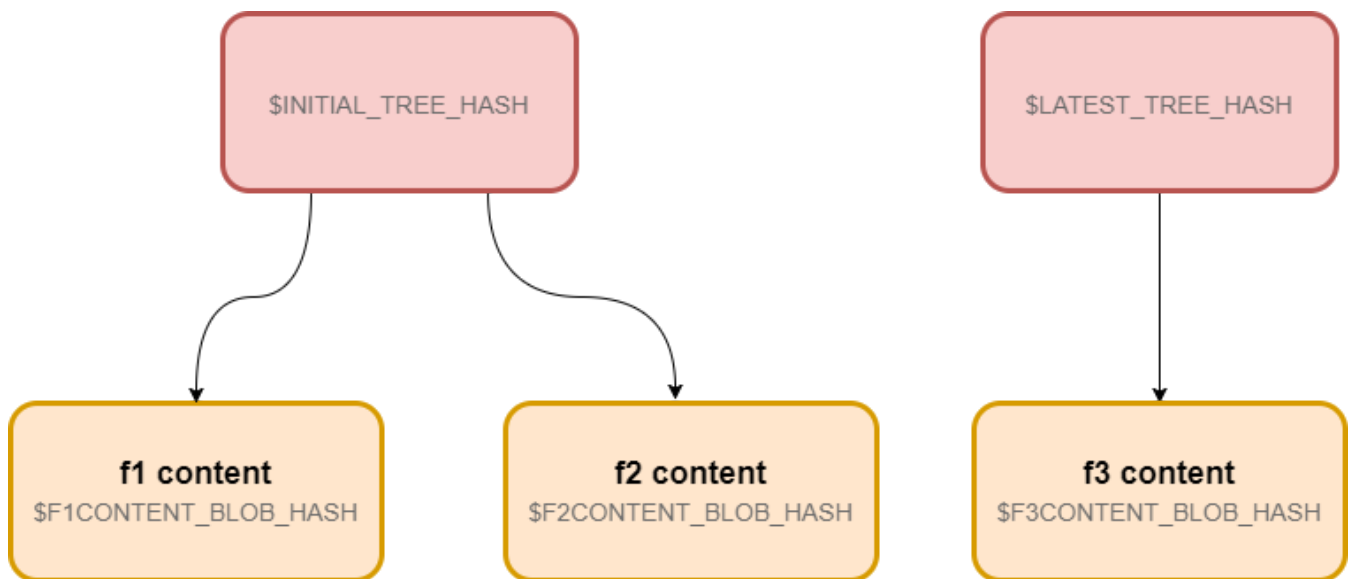 $INITIAL_TREE_HASH
$LATEST_TREE_HASH
f1 content
$F1CONTENT_BLOB_HASH
f2 content
$F2CONTENT_BLOB_HASH
f3 content
$F3CONTENT_BLOB_HASH